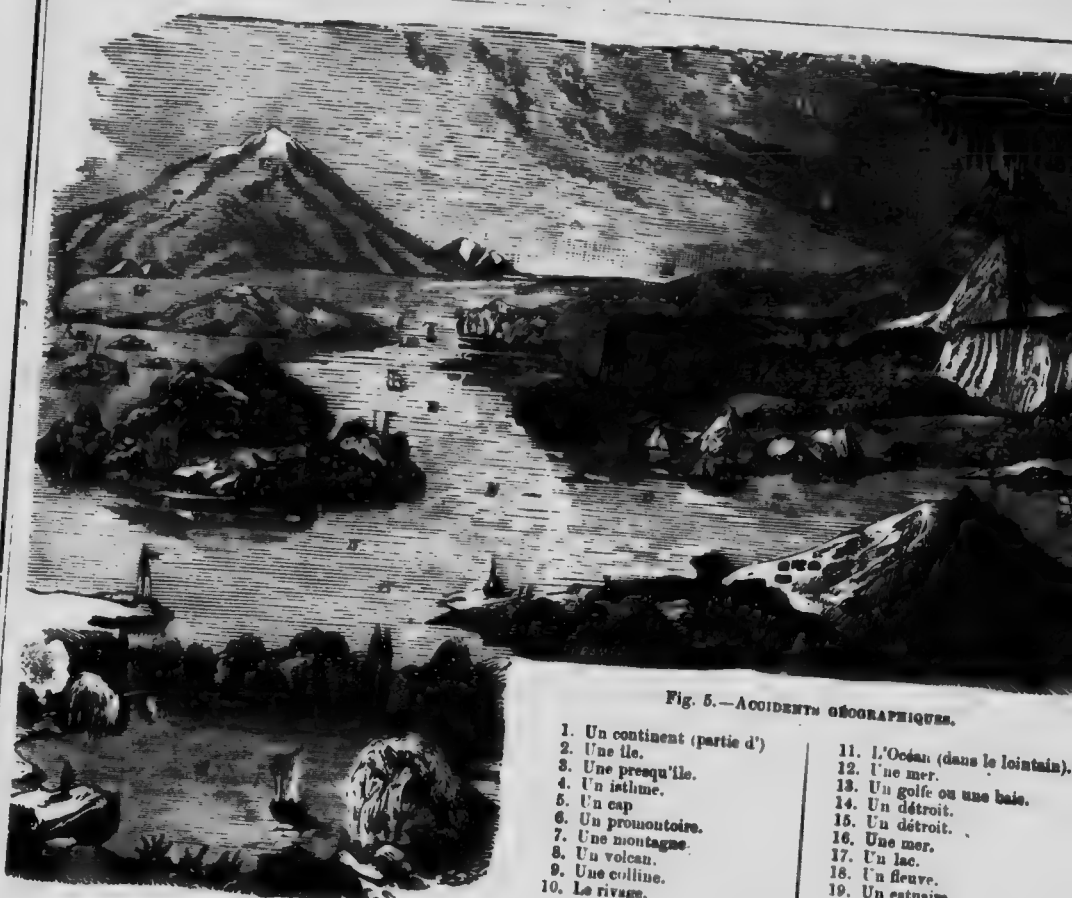 Fig. 5.—ACCIDENTS GÉOGRAPHIQUES.
1. Un continent (partie d')
2. Une île.
3. Une presqu'île.
4. Un isthme.
5. Un cap
6. Un promontoire.
7. Une montagne.
8. Un volcan.
9. Une colline.
10. Le rivage.
11. L'Océan (dans le lointain).
12. Une mer.
13. Un golfe ou une baie.
14. Un détroit.
15. Un détroit.
16. Une mer.
17. Un lac.
18. Un fleuve.
19. Un estuaire